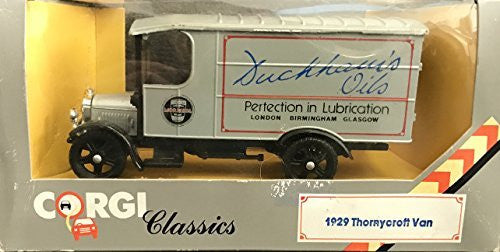 Duckham's
Oils
Perfection in Lubrication
LONDON BIRMINGHAM GLASGOW
CORGI
Classics
1929 Thornycroft Van